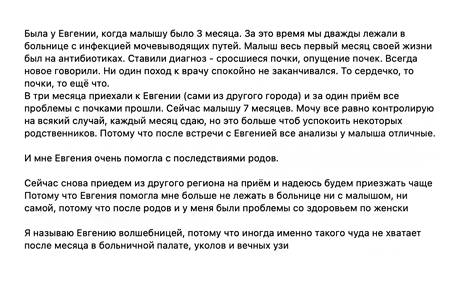 Была у Евгении, когда малышу было 3 месяца. За это время мы дважды лежали в
больнице с инфекцией мочевыводящих путей. Малыш весь первый месяц своей жизни
был на антибиотиках. Ставили диагноз - сросшиеся почки, опущение почек. Всегда
новое говорили. Ни один поход к врачу спокойно не заканчивался. То сердечко, то
почки, то ещё что.
В три месяца приехали к Евгении (сами из другого города) и за один приём все
проблемы с почками прошли. Сейчас малышу 7 месяцев. Мочу все равно контролирую
на всякий случай, каждый месяц сдаю, но это больше чтоб успокоить некоторых
родственников. Потому что после встречи с Евгенией все анализы у малыша отличные.
И мне Евгения очень помогла с последствиями родов.
Сейчас снова приедем из другого региона на приём и надеюсь будем приезжать чаще
Потому что Евгения помогла мне больше не лежать в больнице ни с малышом, ни
самой, потому что после родов и у меня были проблемы со здоровьем по женски
Я называю Евгению волшебницей, потому что иногда именно такого чуда не хватает
после месяца в больничной палате, уколов и вечных узи